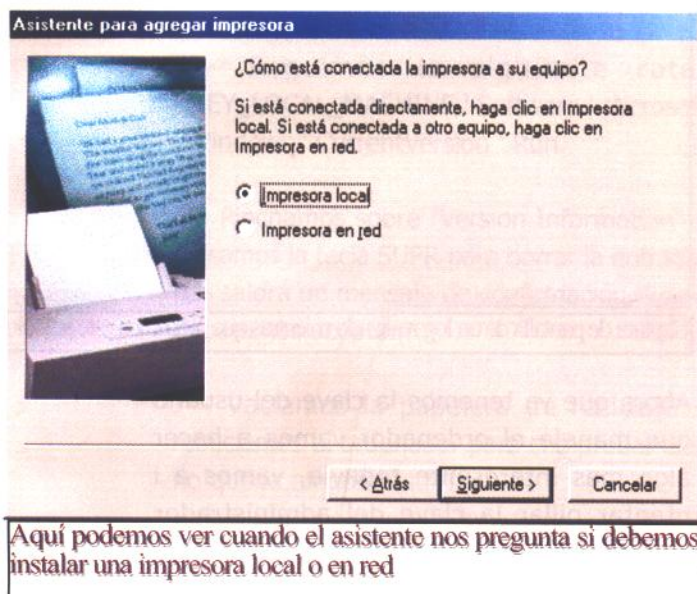 Asistente para agregar impresora
¿Cómo está conectada la impresora a su equipo?
Si está conectada directamente, haga clic en Impresora
local. Si está conectada a otro equipo, haga clic en
Impresora en red.
Impresora local
Impresora en red
< Atrás
Siguiente >
Cancelar
Aquí podemos ver cuando el asistente nos pregunta si debemos
instalar una impresora local o en red